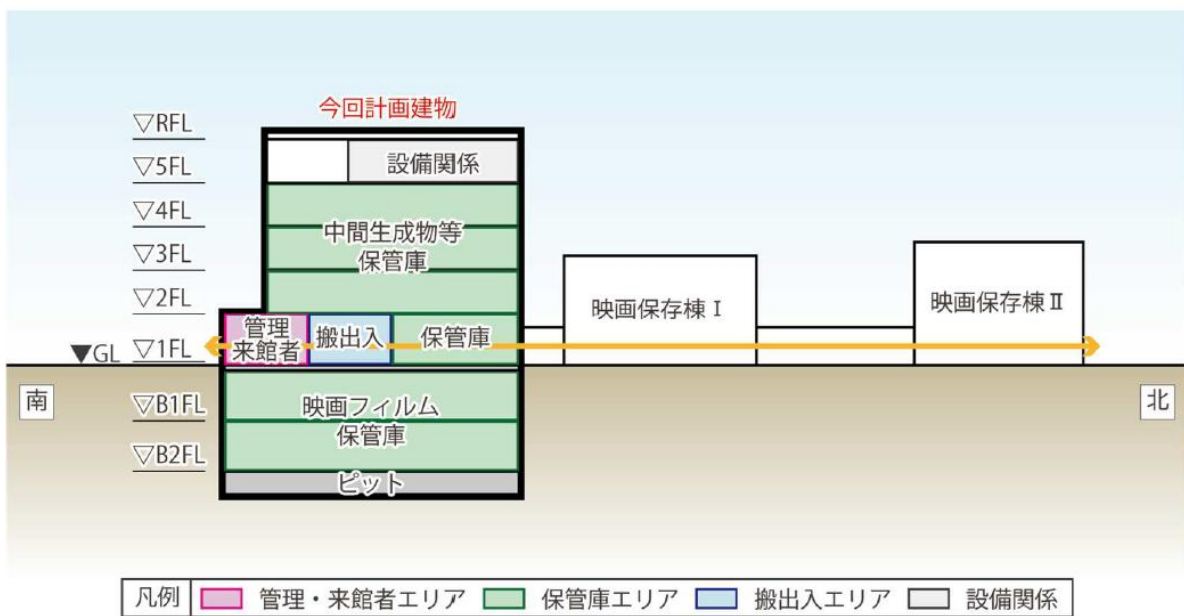 今回計画建物
▽RFL
▽5FL
設備関係
▽4FL
中間生成物等
保管庫
▽3FL
▽2FL
映画保存棟Ⅰ
映画保存棟Ⅱ
管理
来館者
搬出入
保管庫
▼GL
▽1FL
南
北
▽B1FL
映画フィルム
保管庫
▽B2FL
ピット
凡例 管理・来館者エリア 保管庫エリア 搬出入エリア 設備関係